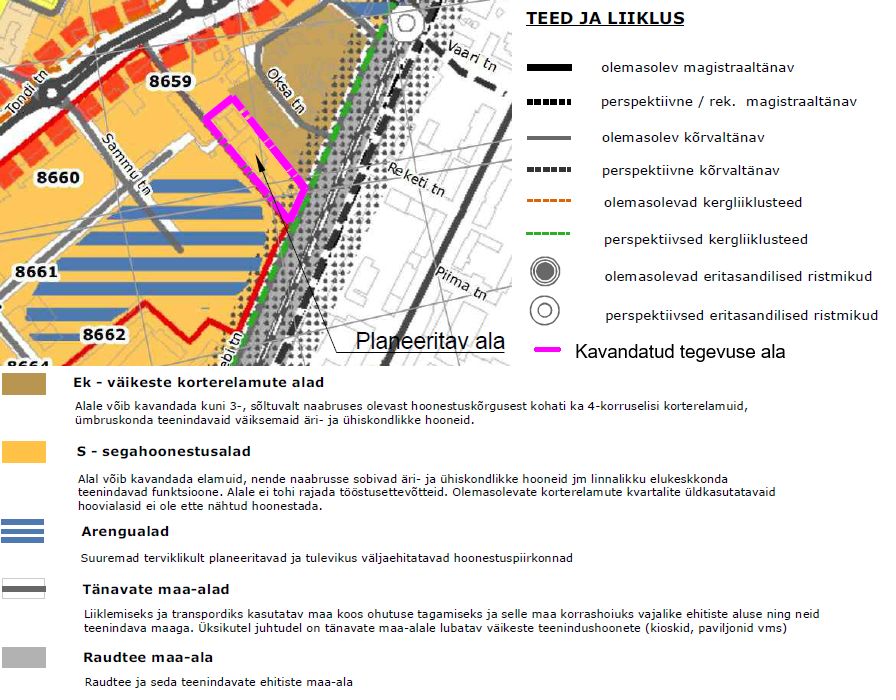 TEED JA LIIKLUS
olemasolev magistraaltänav
perspektiivne / rek. magistraaltänav
olemasolev kõrvaltänav
perspektiivne kõrvaltänav
olemasolevad kergliiklusteed
perspektiivsed kergliiklusteed
olemasolevad eritasandilised ristmikud
perspektiivsed eritasandilised ristmikud
Kavandatud tegevuse ala
Vaari tn
8659
Oksa tn
Tondi tn
Sammu tn
8660
Reketi tn
8661
Piima tn
8662
Planeeritav ala
8664
Ek - väikeste korterelamute alad
Alale võib kavandada kuni 3-, sõltuvalt naabruses olevast hoonestuskõrgusest kohati ka 4-korruselisi korterelamuid,
ümbruskonda teenindavaid väiksemaid äri- ja ühiskondlikke hooneid.
S - segahoonestusalad
Alal võib kavandada elamuid, nende naabrusse sobivad äri- ja ühiskondlikke hooneid jm linnalikku elukeskkonda
teenindavad funktsioone. Alale ei tohi rajada tööstusettevõtteid. Olemasolevate korterelamute kvartalite üldkasutatavaid
hoovialasid ei ole ette nähtud hoonestada.
Arengualad
Suuremad terviklikult planeeritavad ja tulevikus väljaehitatavad hoonestuspiirkonnad
Tänavate maa-alad
Liiklemiseks ja transpordiks kasutatav maa koos ohutuse tagamiseks ja selle maa korrashoiuks vajalike ehitiste aluse ning neid
teenindava maaga. Üksikutel juhtudel on tänavate maa-alale lubatav väikeste teenindushoonete (kioskid, paviljonid vms)
Raudtee maa-ala
Raudtee ja seda teenindavate ehitiste maa-ala